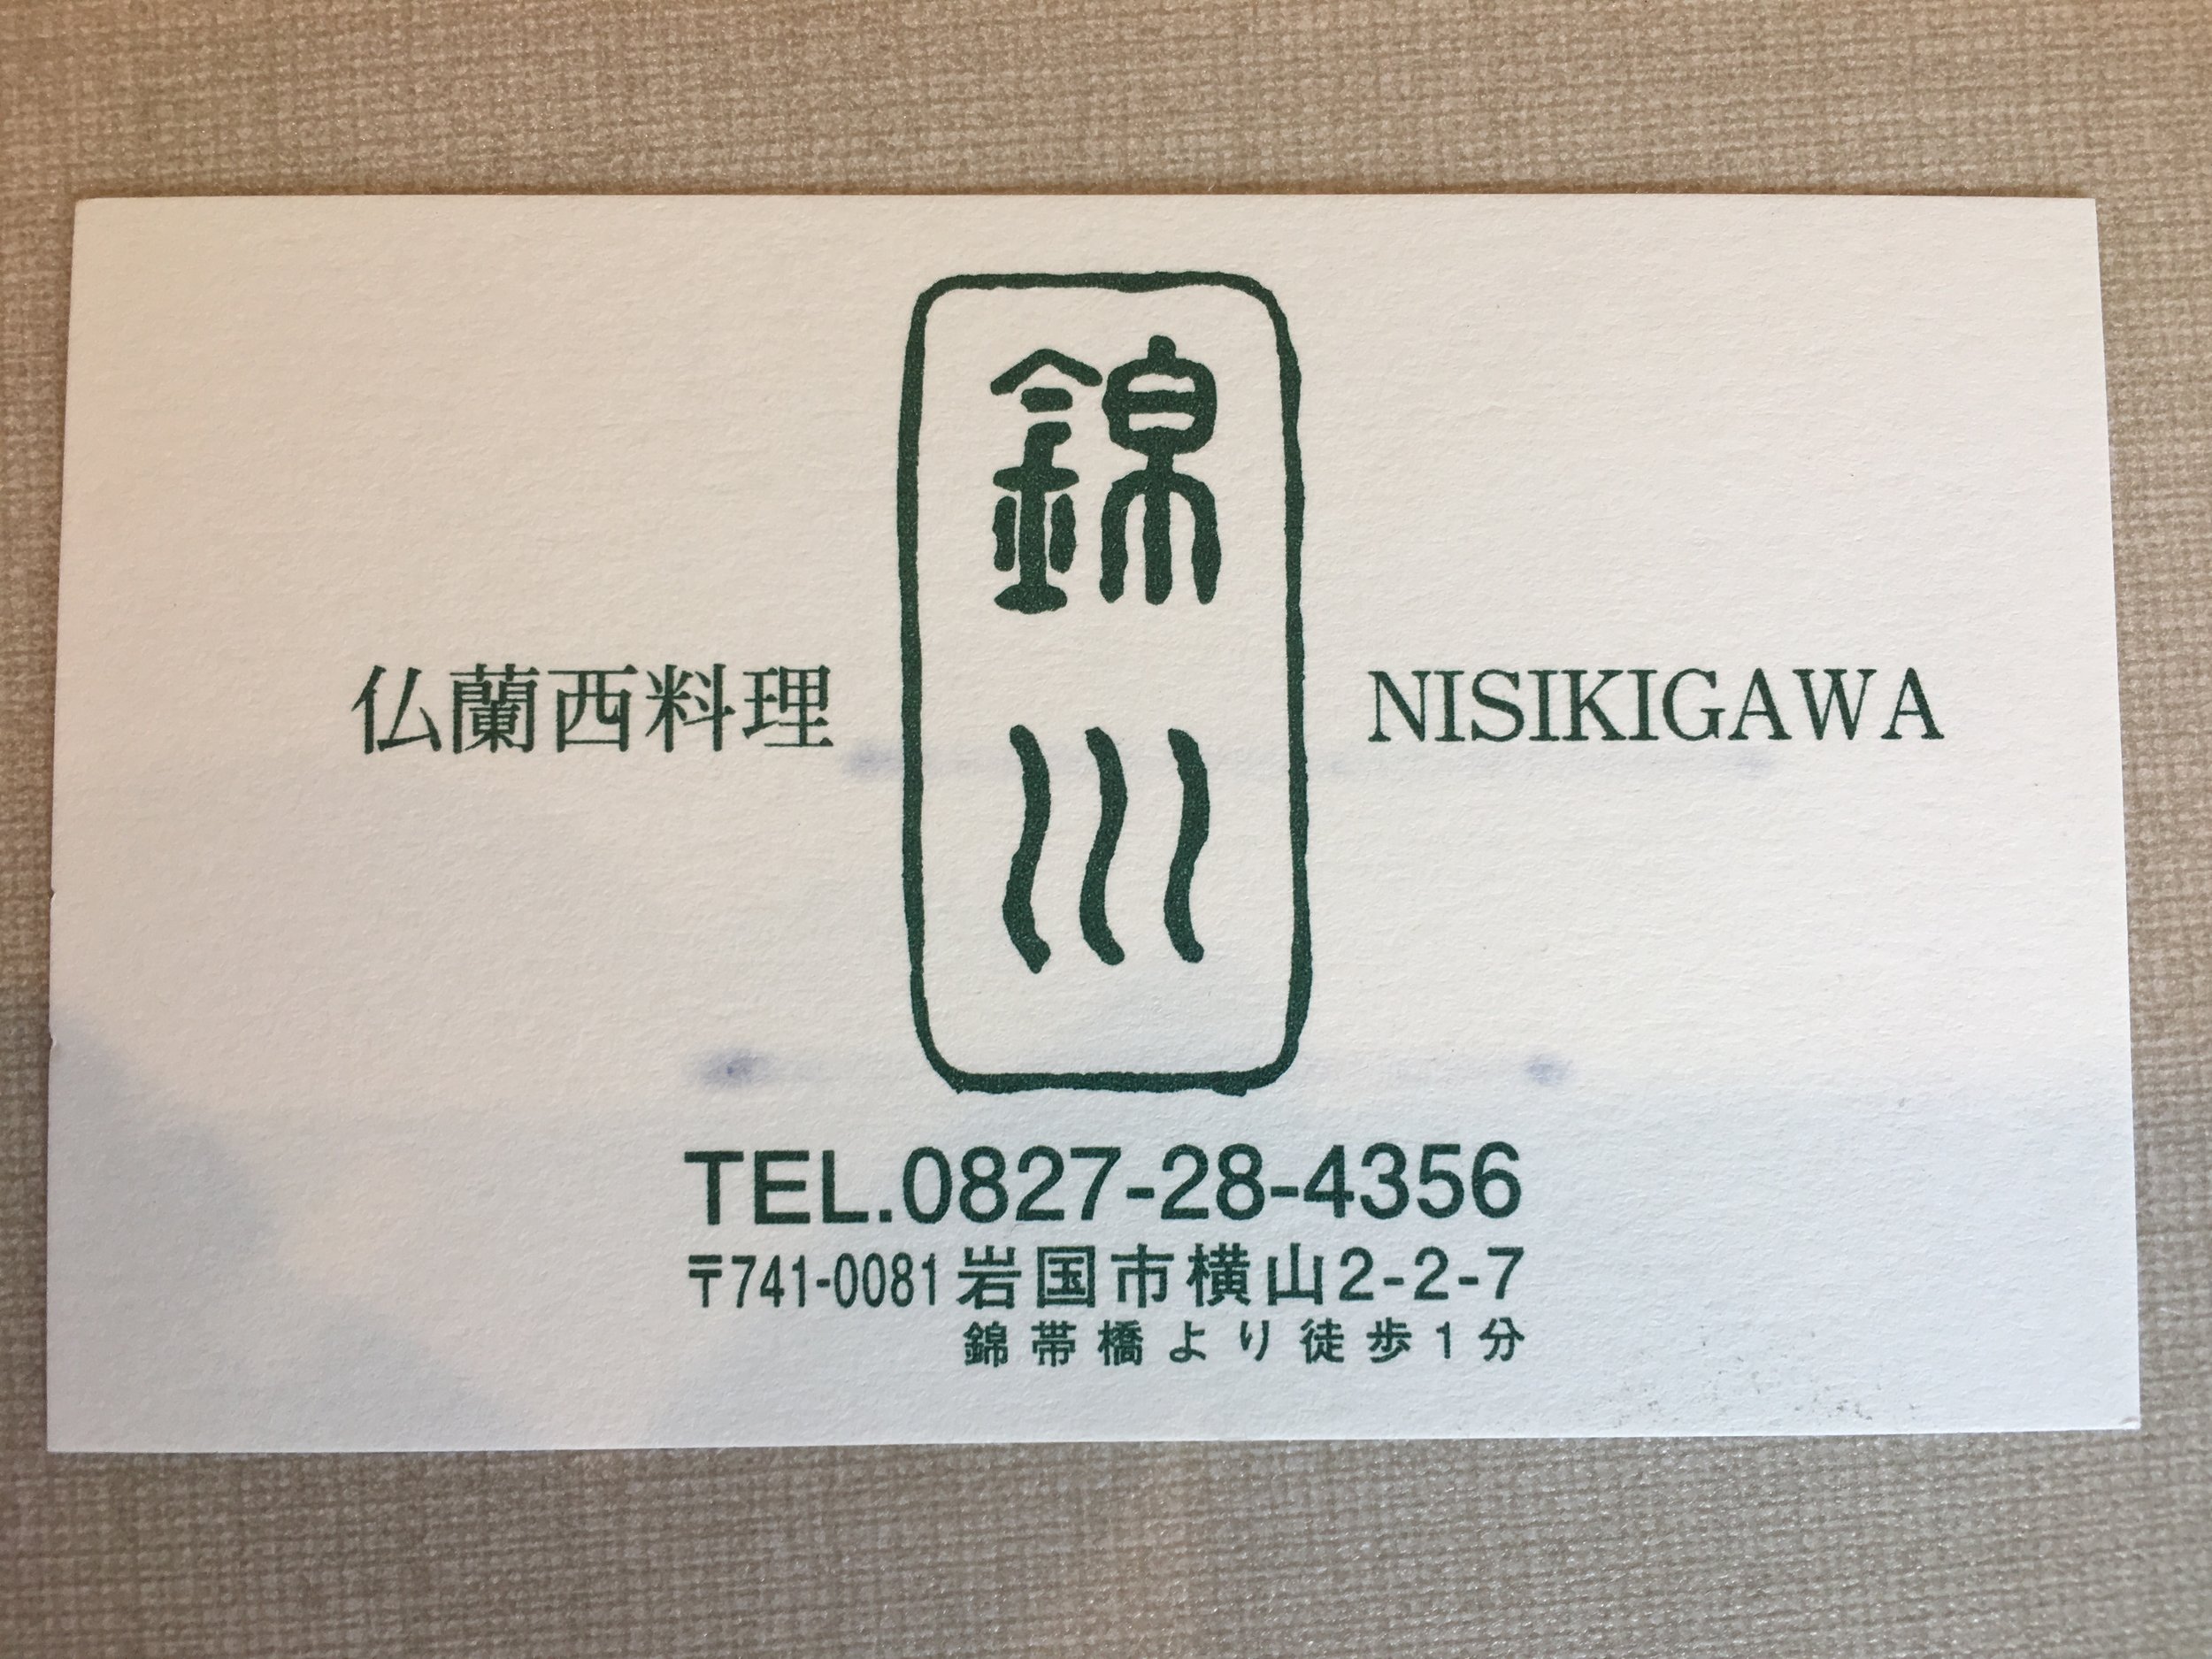 錦川
仏蘭西料理
NISIKIGAWA
TEL.0827-28-4356
〒741-0081 岩国市横山2-2-7
錦帯橋より徒歩1分